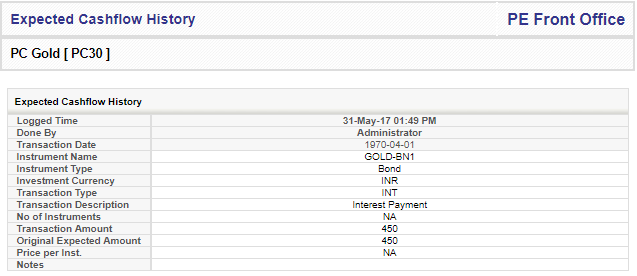 Expected Cashflow History PE Front Office
PC Gold [ PC30 ]
Expected Cashflow History
Logged Time 31-May-17 01:49 PM
Done By Administrator
Transaction Date 1970-04-01
Instrument Name GOLD-BN1
Instrument Type Bond
Investment Currency INR
Transaction Type INT
Transaction Description Interest Payment
No of Instruments NA
Transaction Amount 450
Original Expected Amount 450
Price per Inst. NA
Notes